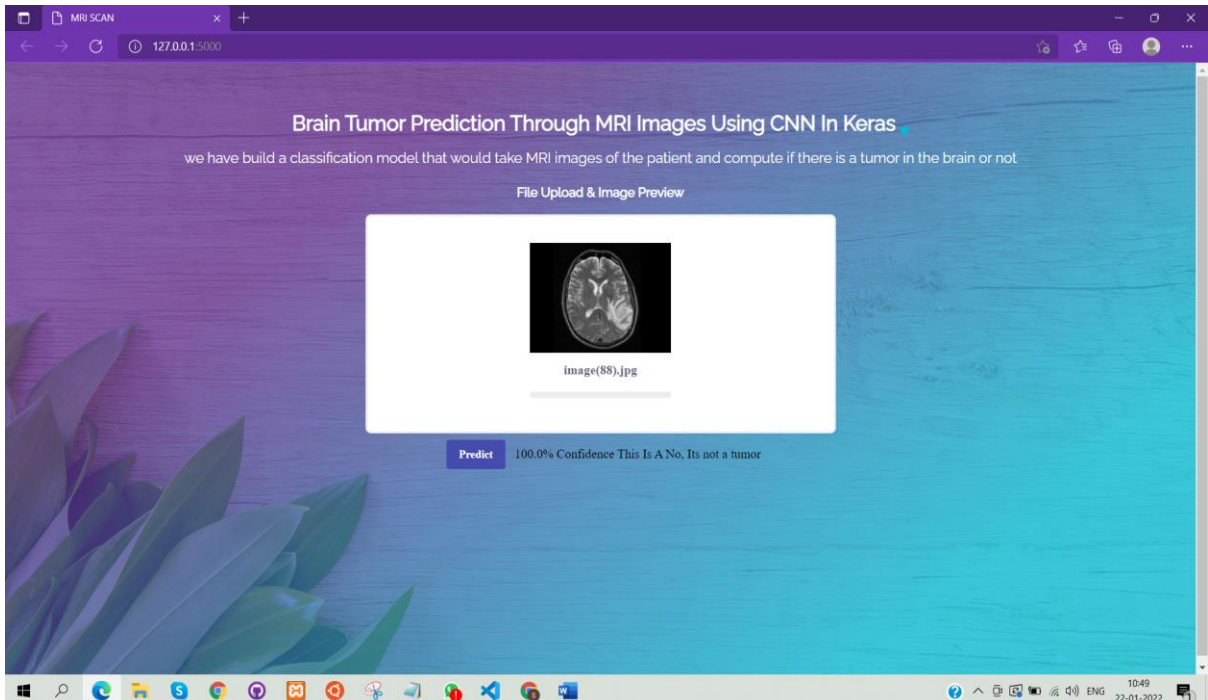 MRI SCAN
127.0.0.1:5000
Brain Tumor Prediction Through MRI Images Using CNN In Keras
we have build a classification model that would take MRI images of the patient and compute if there is a tumor in the brain or not
File Upload & Image Preview
image(88).jpg
Predict 100.0% Confidence This Is A No, Its not a tumor
ENG
10:49
22-01-2022